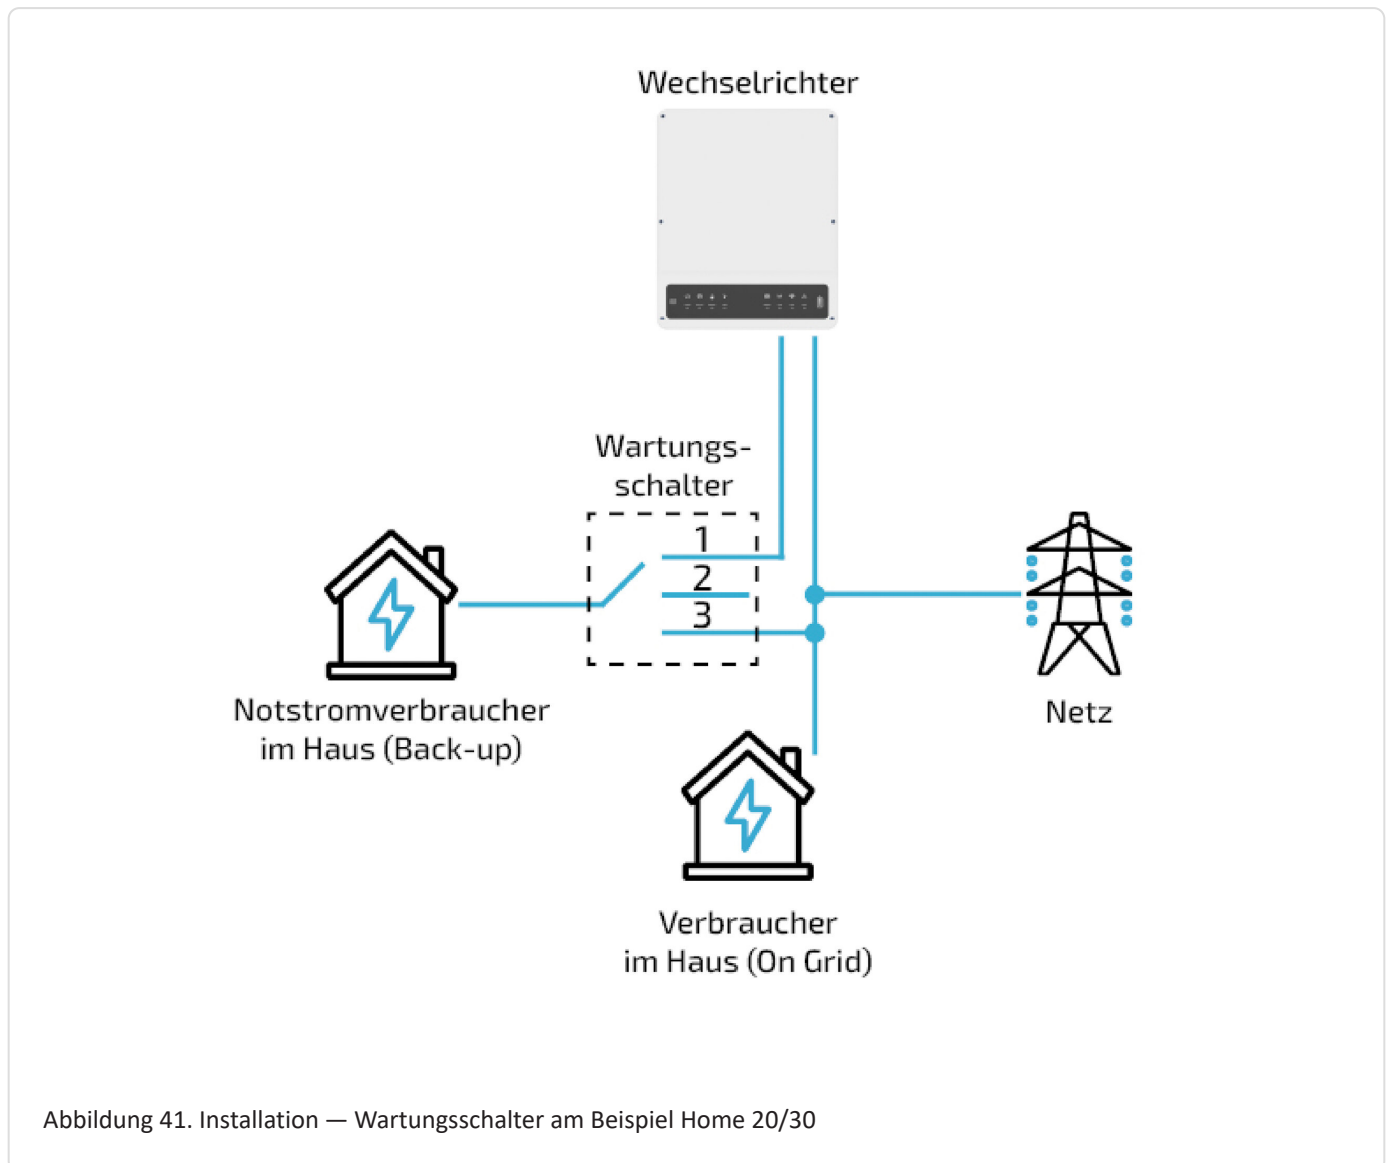 Wechselrichter
Wartungs-
schalter
1
2
3
Notstromverbraucher
im Haus (Back-up)
Netz
Verbraucher
im Haus (On Grid)
Abbildung 41. Installation — Wartungsschalter am Beispiel Home 20/30